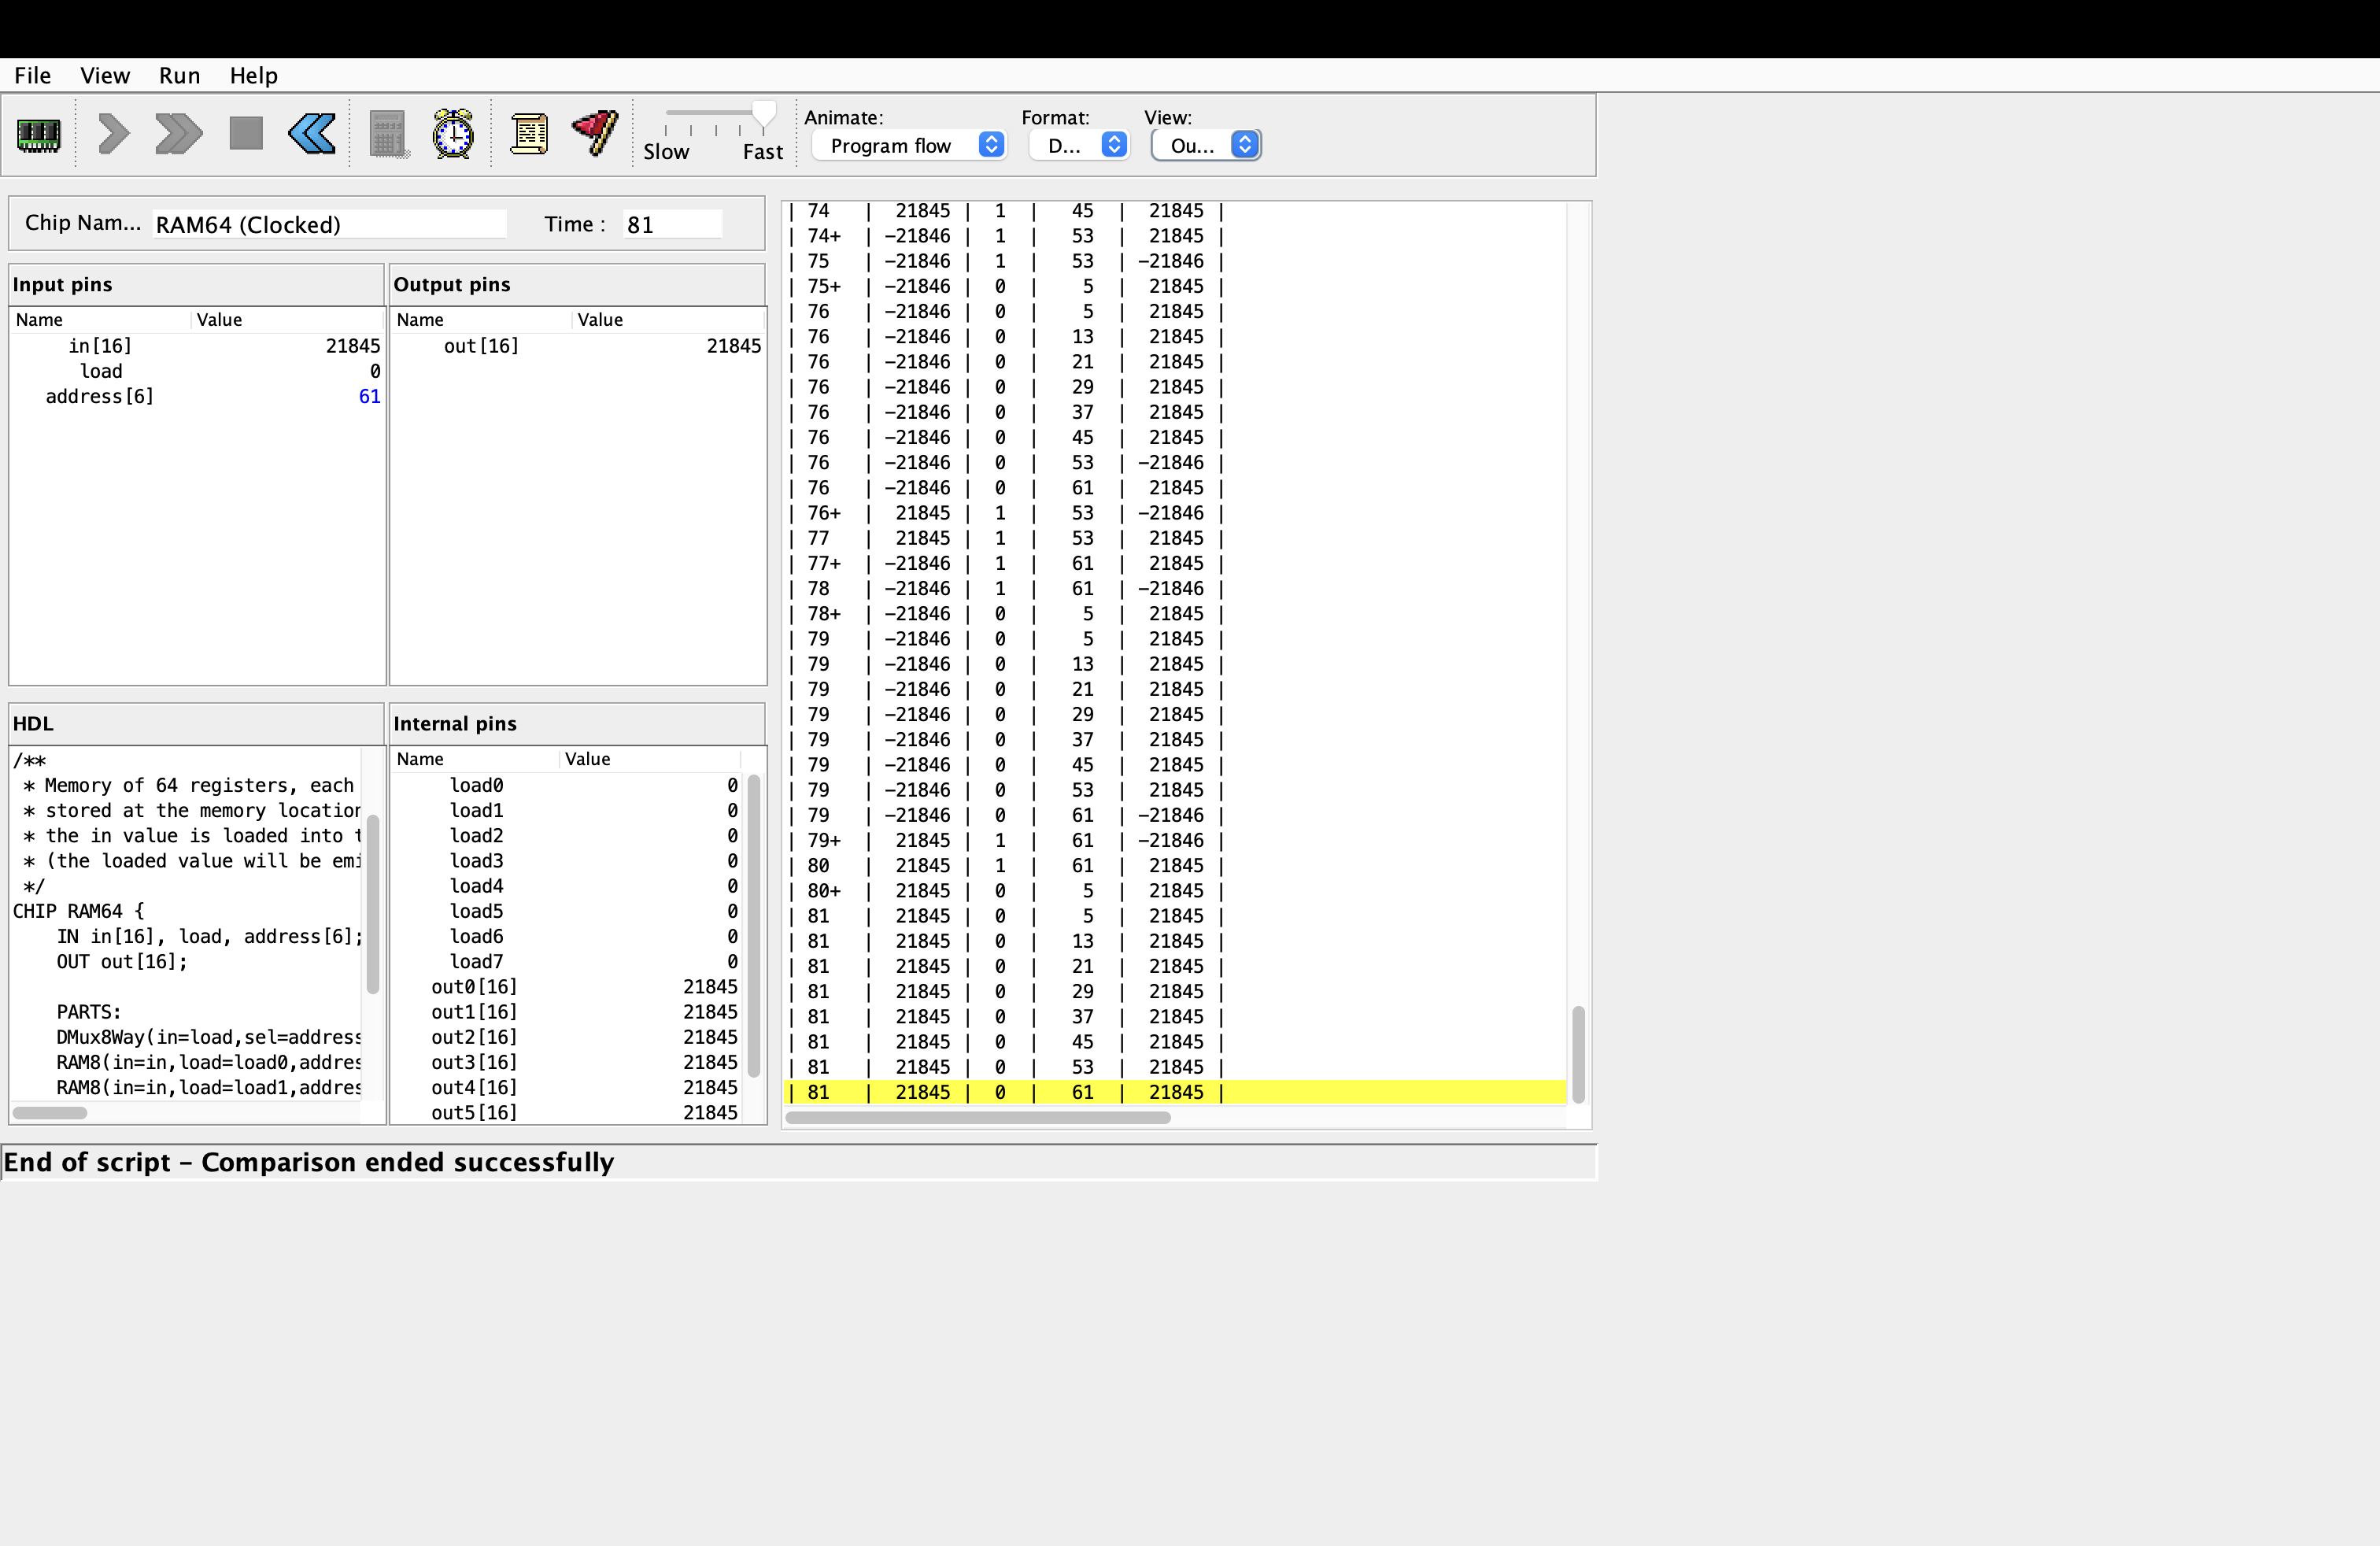 File View Run Help
Animate: Format: View:
Slow Fast Program flow D... Ou...
Chip Nam... RAM64 (Clocked) Time : 81
Input pins
Name Value
in[16] 21845
load 0
address[6] 61
Output pins
Name Value
out[16] 21845
HDL
/**
* Memory of 64 registers, each
* stored at the memory location
* the in value is loaded into t
* (the loaded value will be emi
*/
CHIP RAM64 {
IN in[16], load, address[6];
OUT out[16];
PARTS:
DMux8Way(in=load,sel=address
RAM8(in=in,load=load0,addres
RAM8(in=in,load=load1,addres
Internal pins
Name Value
load0 0
load1 0
load2 0
load3 0
load4 0
load5 0
load6 0
load7 0
out0[16] 21845
out1[16] 21845
out2[16] 21845
out3[16] 21845
out4[16] 21845
out5[16] 21845
| 74 | 21845 | 1 | 45 | 21845 |
| 74+ | -21846 | 1 | 53 | 21845 |
| 75 | -21846 | 1 | 53 | -21846 |
| 75+ | -21846 | 0 | 5 | 21845 |
| 76 | -21846 | 0 | 5 | 21845 |
| 76 | -21846 | 0 | 13 | 21845 |
| 76 | -21846 | 0 | 21 | 21845 |
| 76 | -21846 | 0 | 29 | 21845 |
| 76 | -21846 | 0 | 37 | 21845 |
| 76 | -21846 | 0 | 45 | 21845 |
| 76 | -21846 | 0 | 53 | -21846 |
| 76 | -21846 | 0 | 61 | 21845 |
| 76+ | 21845 | 1 | 53 | -21846 |
| 77 | 21845 | 1 | 53 | 21845 |
| 77+ | -21846 | 1 | 61 | 21845 |
| 78 | -21846 | 1 | 61 | -21846 |
| 78+ | -21846 | 0 | 5 | 21845 |
| 79 | -21846 | 0 | 5 | 21845 |
| 79 | -21846 | 0 | 13 | 21845 |
| 79 | -21846 | 0 | 21 | 21845 |
| 79 | -21846 | 0 | 29 | 21845 |
| 79 | -21846 | 0 | 37 | 21845 |
| 79 | -21846 | 0 | 45 | 21845 |
| 79 | -21846 | 0 | 53 | 21845 |
| 79 | -21846 | 0 | 61 | -21846 |
| 79+ | 21845 | 1 | 61 | -21846 |
| 80 | 21845 | 1 | 61 | 21845 |
| 80+ | 21845 | 0 | 5 | 21845 |
| 81 | 21845 | 0 | 5 | 21845 |
| 81 | 21845 | 0 | 13 | 21845 |
| 81 | 21845 | 0 | 21 | 21845 |
| 81 | 21845 | 0 | 29 | 21845 |
| 81 | 21845 | 0 | 37 | 21845 |
| 81 | 21845 | 0 | 45 | 21845 |
| 81 | 21845 | 0 | 53 | 21845 |
| 81 | 21845 | 0 | 61 | 21845 |
End of script – Comparison ended successfully